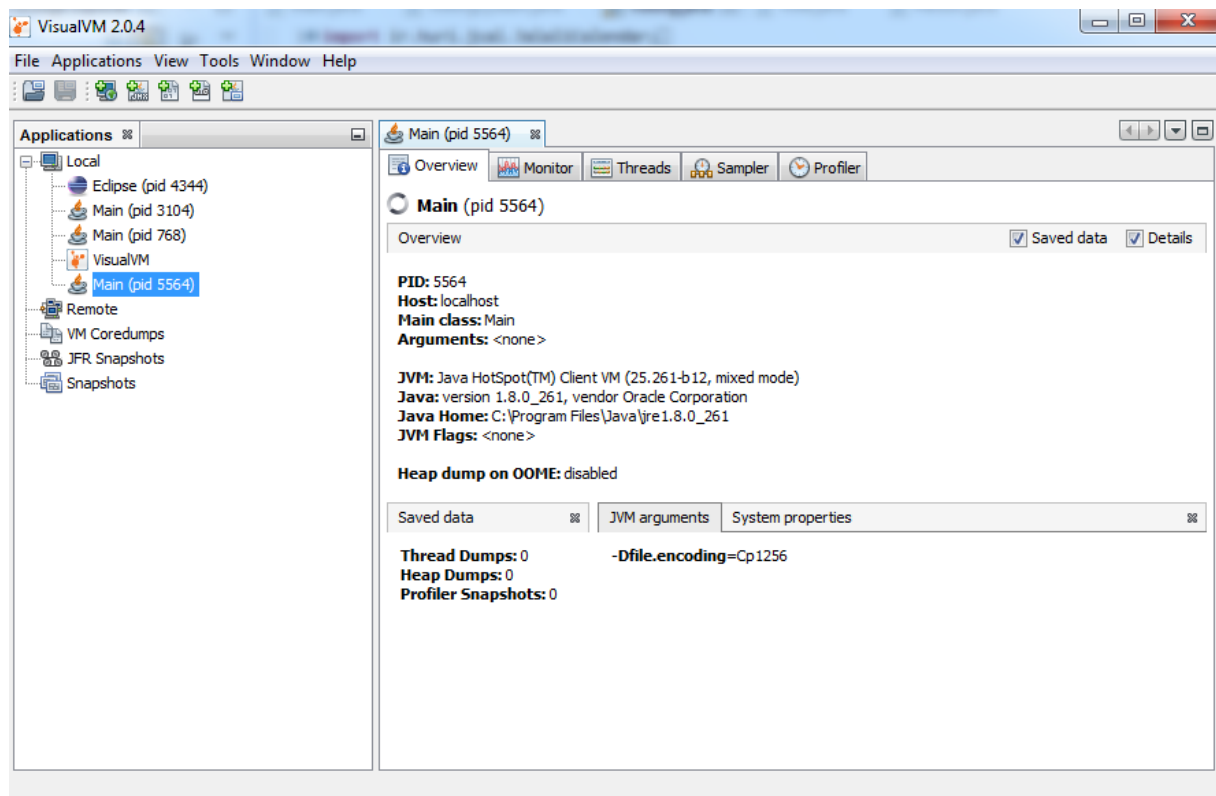 VisualVM 2.0.4
File Applications View Tools Window Help
Applications
Local
Eclipse (pid 4344)
Main (pid 3104)
Main (pid 768)
VisualVM
Main (pid 5564)
Remote
VM Coredumps
JFR Snapshots
Snapshots
Main (pid 5564)
Overview Monitor Threads Sampler Profiler
Main (pid 5564)
Overview Saved data Details
PID: 5564
Host: localhost
Main class: Main
Arguments: <none>
JVM: Java HotSpot(TM) Client VM (25.261-b12, mixed mode)
Java: version 1.8.0_261, vendor Oracle Corporation
Java Home: C:\Program Files\Java\jre1.8.0_261
JVM Flags: <none>
Heap dump on OOME: disabled
Saved data JVM arguments System properties
Thread Dumps: 0
Heap Dumps: 0
Profiler Snapshots: 0
-Dfile.encoding=Cp1256